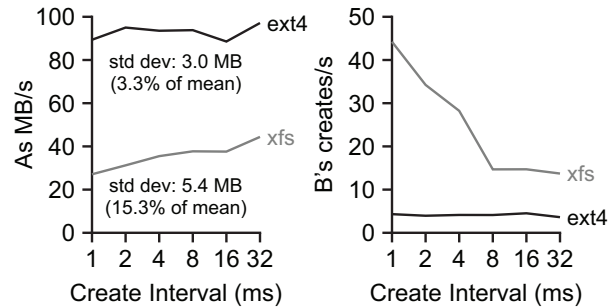 100
80
60
40
20
0
As MB/s
ext4
std dev: 3.0 MB
(3.3% of mean)
xfs
std dev: 5.4 MB
(15.3% of mean)
1 2 4 8 16 32
Create Interval (ms)
50
40
30
20
10
0
B's creates/s
xfs
ext4
1 2 4 8 16 32
Create Interval (ms)